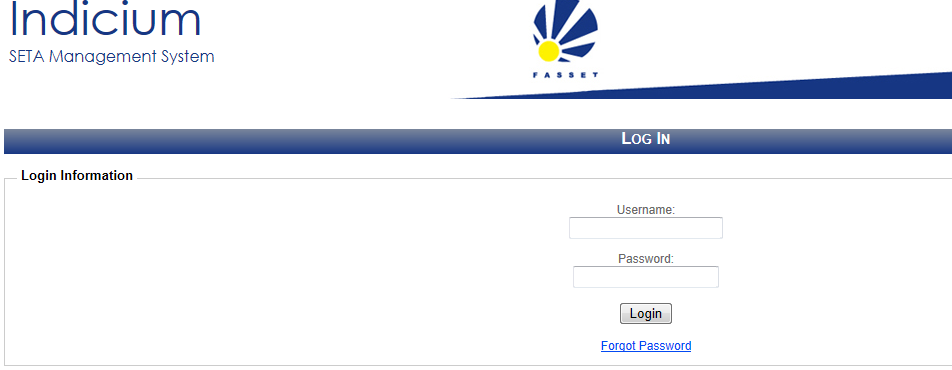 Indicium
SETA Management System
FASSET
LOG IN
Login Information
Username:
Password:
Login
Forgot Password